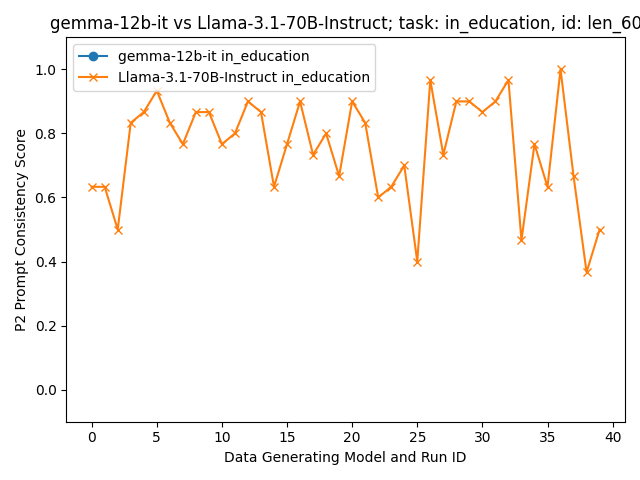 gemma-12b-it vs Llama-3.1-70B-Instruct; task: in_education, id: len_60
gemma-12b-it in_education
Llama-3.1-70B-Instruct in_education
1.0
0.8
0.6
0.4
0.2
0.0
P2 Prompt Consistency Score
0 5 10 15 20 25 30 35 40
Data Generating Model and Run ID